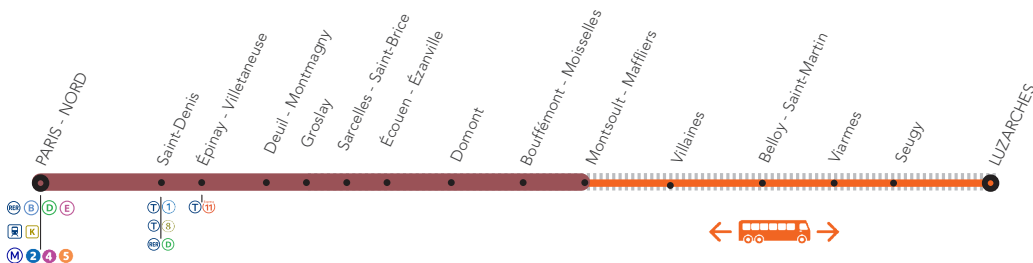 PARIS - NORD
Saint-Denis
Épinay - Villetaneuse
Deuil - Montmagny
Groslay
Sarcelles - Saint-Brice
Écouen - Ézanville
Domont
Bouffémont - Moisselles
Montsoult - Maffliers
Villaines
Belloy - Saint-Martin
Viarmes
Seugy
LUZARCHES
RER B D E
K
M 2 4 5
T 1
T 8
RER D
T 11